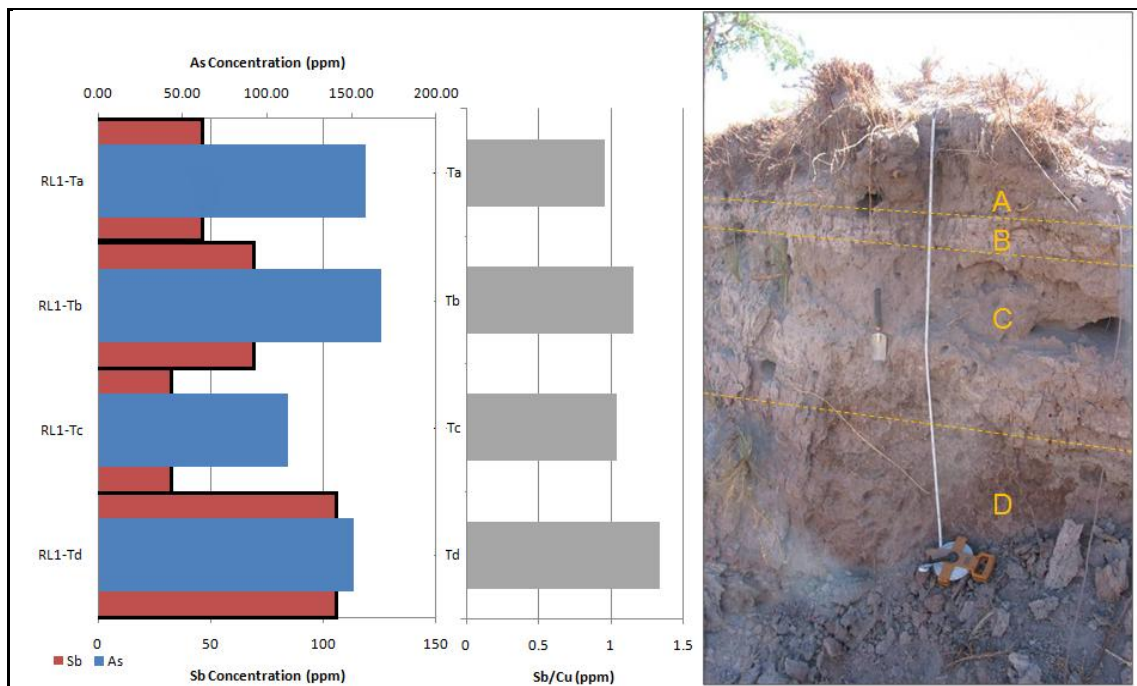 As Concentration (ppm)
0.00 50.00 100.00 150.00 200.00
RL1-Ta
RL1-Tb
RL1-Tc
RL1-Td
0 50 100 150
Sb As
Sb Concentration (ppm)
Ta
Tb
Tc
Td
0 0.5 1 1.5
Sb/Cu (ppm)
A
B
C
D